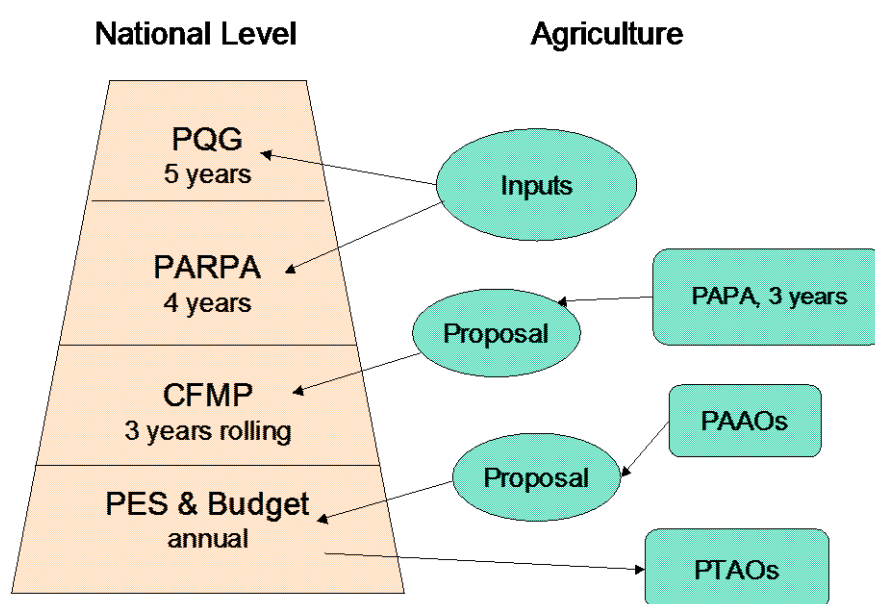 National Level
Agriculture
PQG
5 years
Inputs
PARPA
4 years
PAPA, 3 years
Proposal
CFMP
3 years rolling
PAAOs
Proposal
PES & Budget
annual
PTAOs